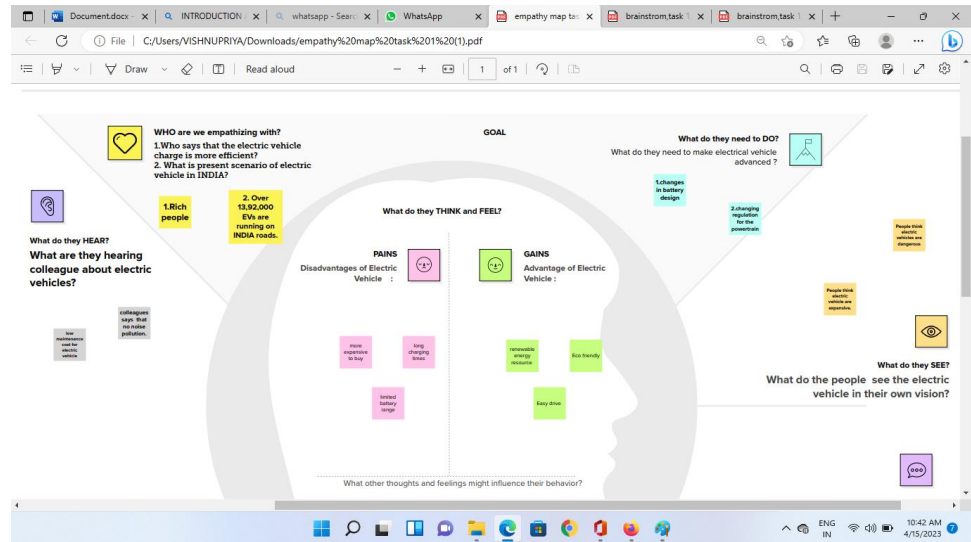 Document.docx -
INTRODUCTION
whatsapp - Sear
WhatsApp
empathy map tas
brainstrom,task
brainstrom,task
File
C:/Users/VISHNUPRIYA/Downloads/empathy%20map%20task%201%20(1).pdf
Draw
Read aloud
1
of 1
WHO are we empathizing with?
1.Who says that the electric vehicle
charge is more efficient?
2. What is present scenario of electric
vehicle in INDIA?
1.Rich
people
2. Over
13,92,000
EVs are
running on
INDIA roads.
GOAL
What do they need to DO?
What do they need to make electrical vehicle
advanced ?
1.changes
in battery
design
2.changing
regulation
for the
powertrain
What do they HEAR?
What are they hearing
colleague about electric
vehicles?
colleagues
says that
no noise
pollution.
low
maintenance
cost for
electric
vehicle
What do they THINK and FEEL?
PAINS
Disadvantages of Electric
Vehicle :
more
expansive
to buy
long
charging
times
limited
battery
range
GAINS
Advantage of Electric
Vehicle :
renewable
energy
resource
Eco friendly
Easy drive
People think
electric
vehicles are
dangerous
People think
electric
vehicle are
expensive.
What do they SEE?
What do the people see the electric
vehicle in their own vision?
What other thoughts and feelings might influence their behavior?
ENG
IN
10:42 AM
4/15/2023
7